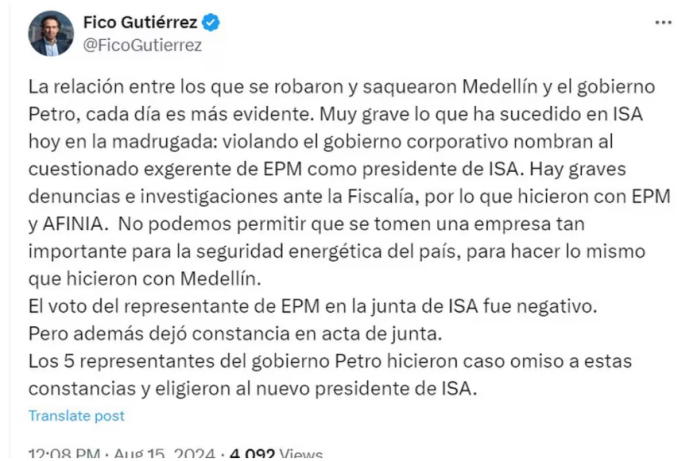 Fico Gutiérrez
@FicoGutierrez
La relación entre los que se robaron y saquearon Medellín y el gobierno
Petro, cada día es más evidente. Muy grave lo que ha sucedido en ISA
hoy en la madrugada: violando el gobierno corporativo nombran al
cuestionado exgerente de EPM como presidente de ISA. Hay graves
denuncias e investigaciones ante la Fiscalía, por lo que hicieron con EPM
y AFINIA. No podemos permitir que se tomen una empresa tan
importante para la seguridad energética del país, para hacer lo mismo
que hicieron con Medellín.
El voto del representante de EPM en la junta de ISA fue negativo.
Pero además dejó constancia en acta de junta.
Los 5 representantes del gobierno Petro hicieron caso omiso a estas
constancias y eligieron al nuevo presidente de ISA.
Translate post
12:08 PM · Aug 15, 2024 · 4,092 Views